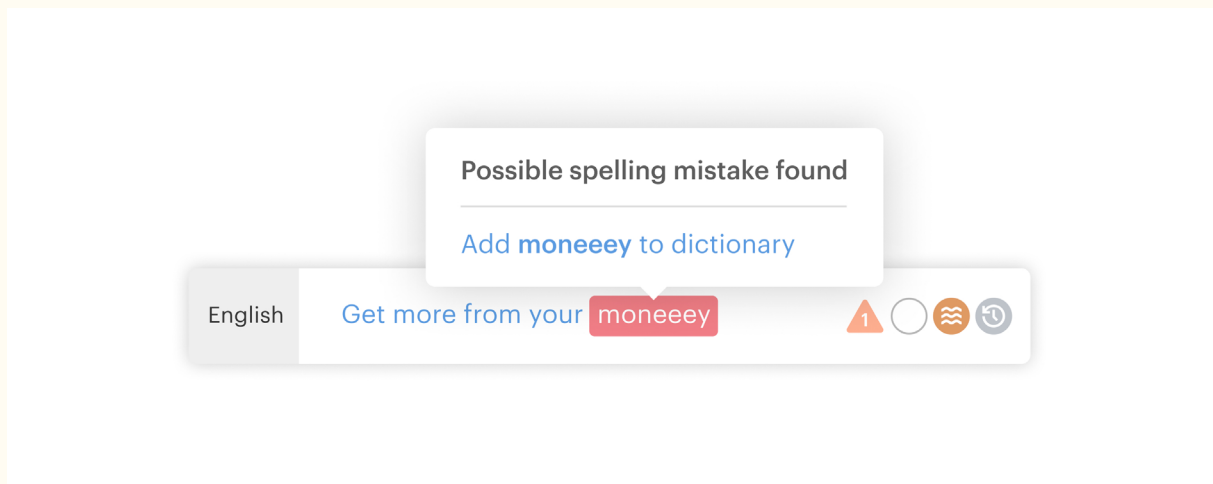 Possible spelling mistake found
Add moneeey to dictionary
English
Get more from your moneeey
1